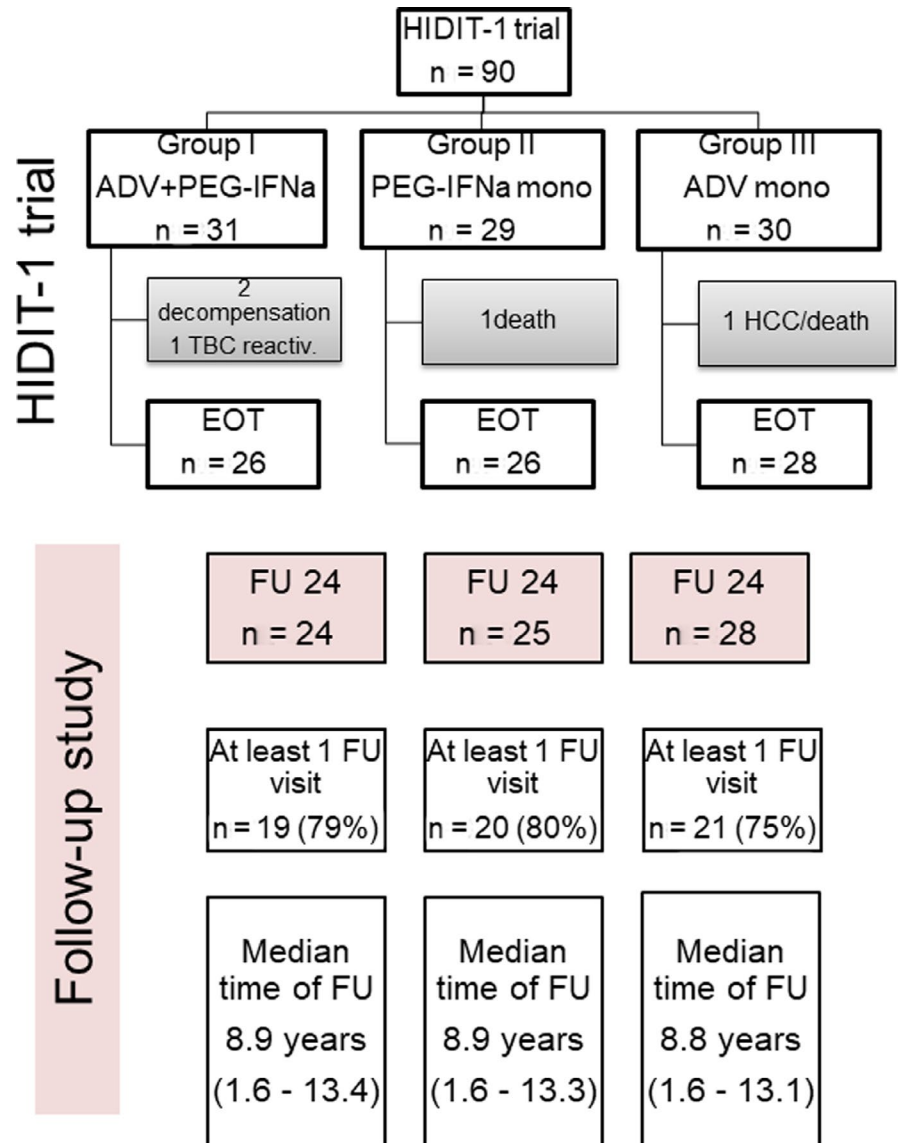 HIDIT-1 trial
n = 90
HIDIT-1 trial
Group I
ADV+PEG-IFNa
n = 31
Group II
PEG-IFNa mono
n = 29
Group III
ADV mono
n = 30
2
decompensation
1 TBC reactiv.
1death
1 HCC/death
EOT
n = 26
EOT
n = 26
EOT
n = 28
Follow-up study
FU 24
n = 24
FU 24
n = 25
FU 24
n = 28
At least 1 FU
visit
n = 19 (79%)
At least 1 FU
visit
n = 20 (80%)
At least 1 FU
visit
n = 21 (75%)
Median
time of FU
8.9 years
(1.6 - 13.4)
Median
time of FU
8.9 years
(1.6 - 13.3)
Median
time of FU
8.8 years
(1.6 - 13.1)